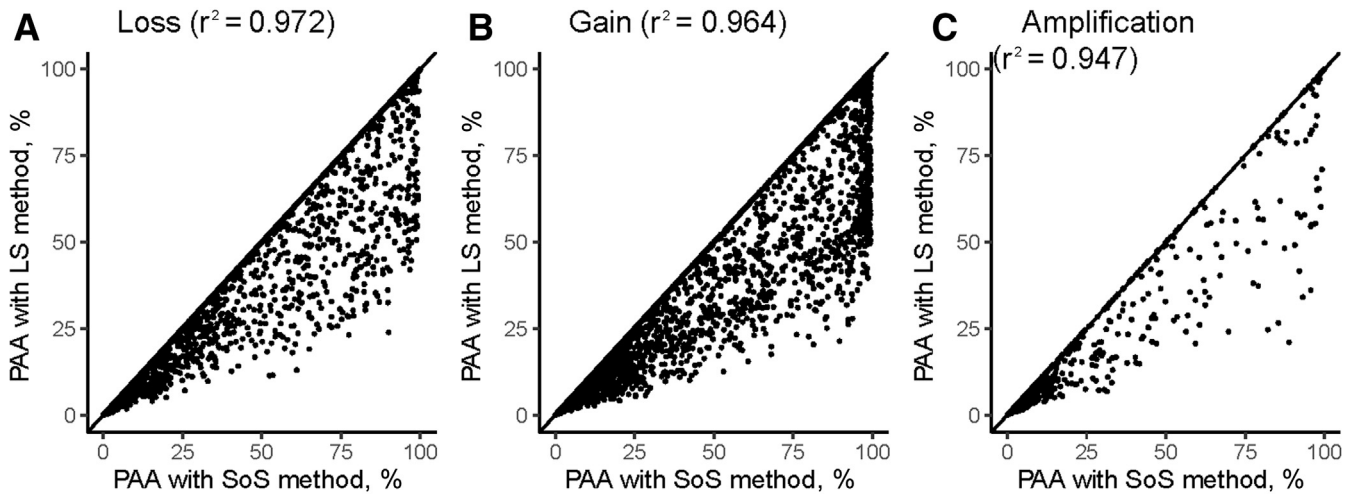 A
Loss (r² = 0.972)
PAA with LS method, %
100
75
50
25
0
0 25 50 75 100
PAA with SoS method, %
B
Gain (r² = 0.964)
PAA with LS method, %
100
75
50
25
0
0 25 50 75 100
PAA with SoS method, %
C
Amplification
(r² = 0.947)
PAA with LS method, %
100
75
50
25
0
0 25 50 75 100
PAA with SoS method, %